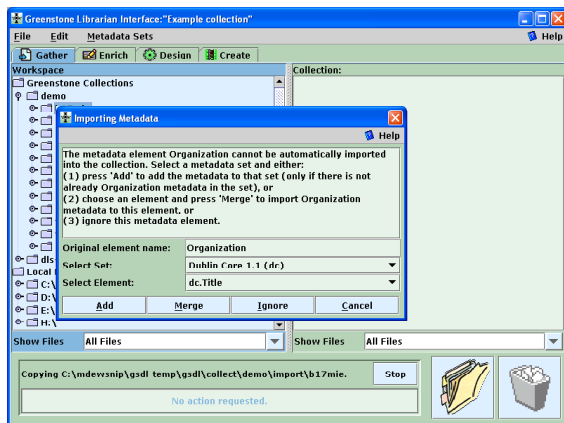 Greenstone Librarian Interface:"Example collection"
File Edit Metadata Sets Help
Gather Enrich Design Create
Workspace
Collection:
Greenstone Collections
demo
Importing Metadata
Help
The metadata element Organization cannot be automatically imported
into the collection. Select a metadata set and either:
(1) press 'Add' to add the metadata to that set (only if there is not
already Organization metadata in the set), or
(2) choose an element and press 'Merge' to import Organization
metadata to this element, or
(3) ignore this metadata element.
Original element name: Organization
Select Set: Dublin Core 1.1 (dc)
Select Element: dc.Title
Add Merge Ignore Cancel
dls
Local
C:\
D:\
E:\
H:\
Show Files All Files
Show Files All Files
Copying C:\mdewsnip\gsdl temp\gsdl\collect\demo\import\b17mie. Stop
No action requested.